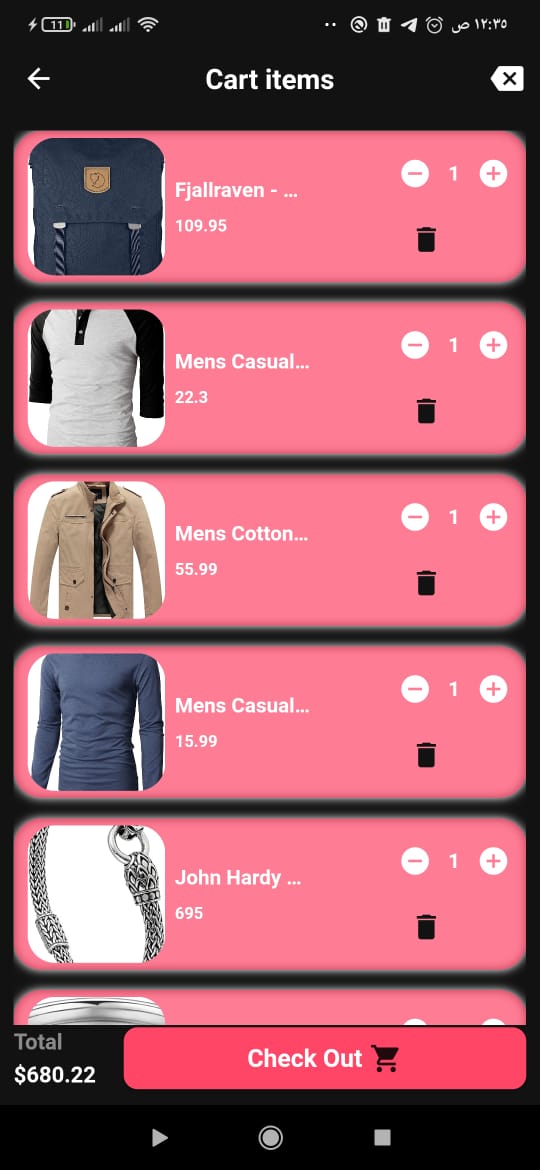 11
١٢:٣٥ ص
Cart items
Fjallraven - ...
109.95
1
Mens Casual...
22.3
1
Mens Cotton...
55.99
1
Mens Casual...
15.99
1
John Hardy ...
695
1
Total
$680.22
Check Out